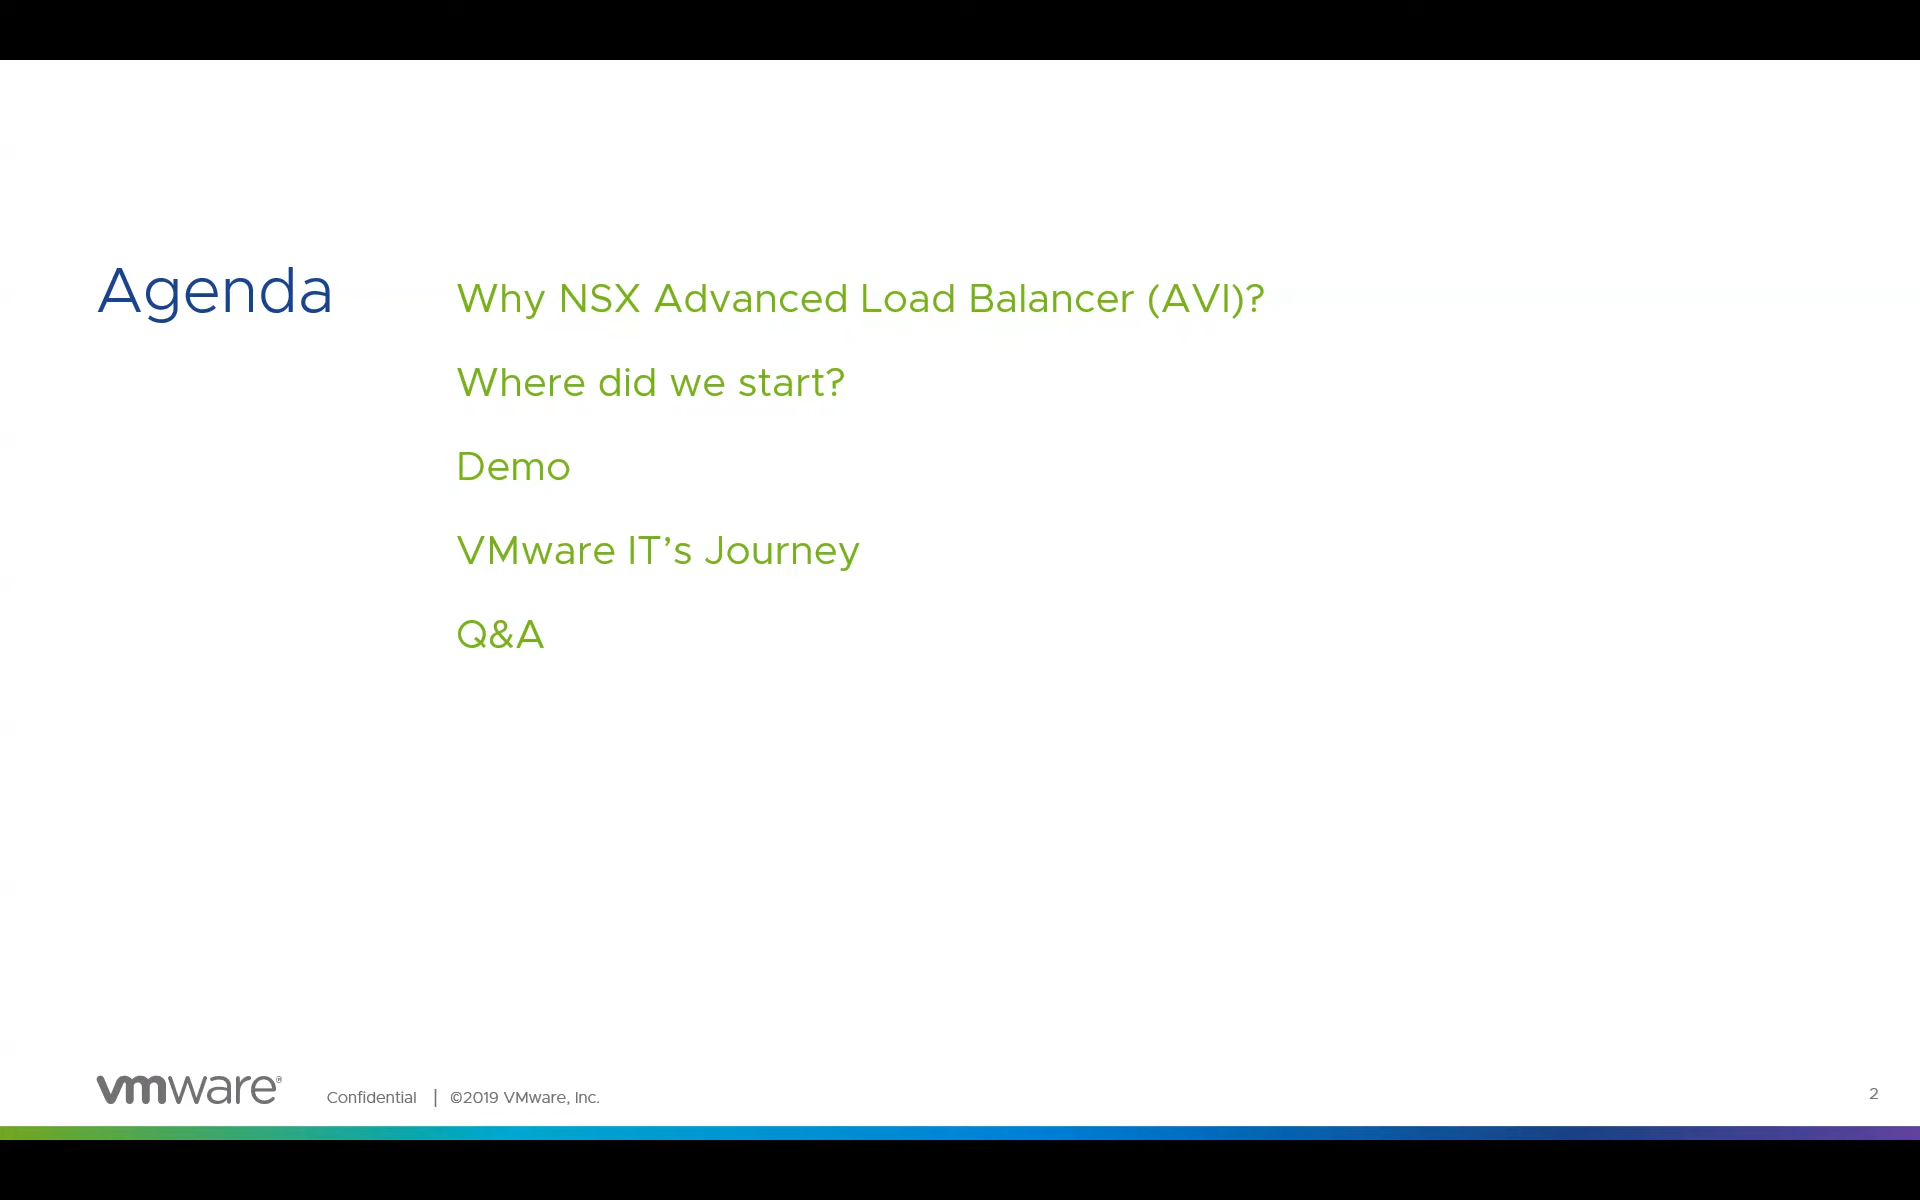 Agenda
Why NSX Advanced Load Balancer (AVI)?
Where did we start?
Demo
VMware IT’s Journey
Q&A
vmware®
Confidential | ©2019 VMware, Inc.
2